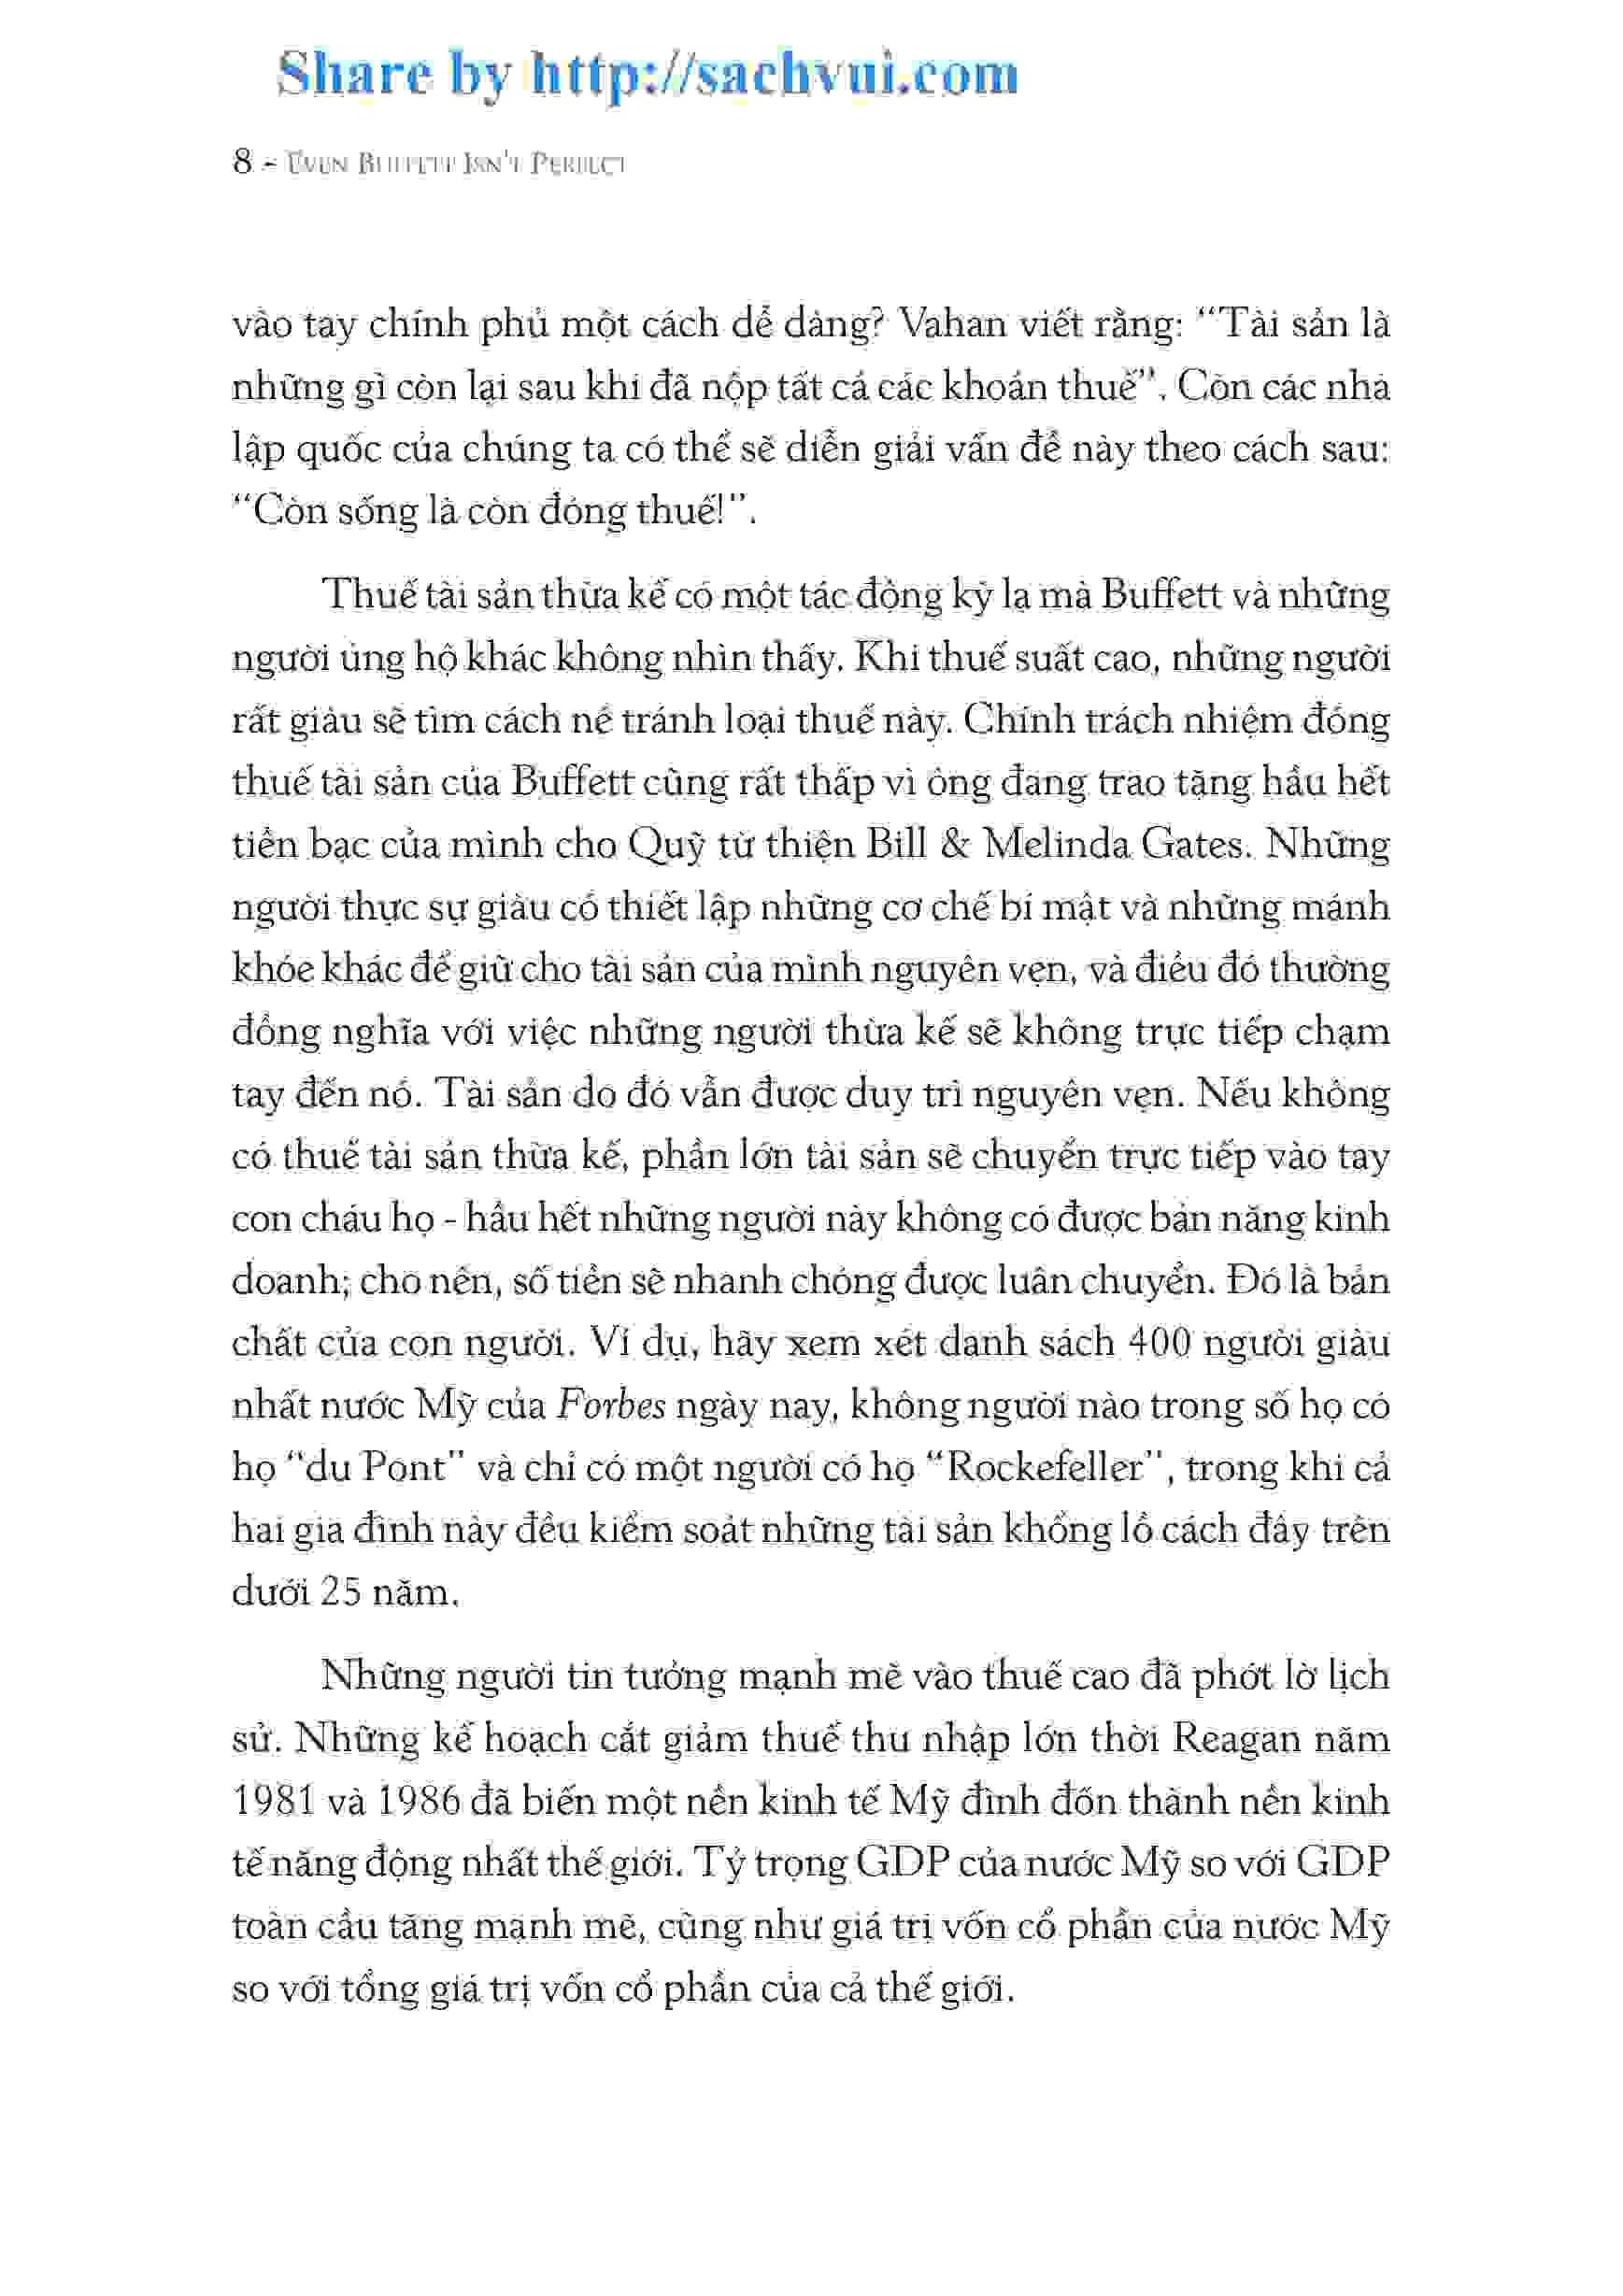 Share by http://sachvui.com
8 - Even Buffett Isn't Perfect
vào tay chính phủ một cách dễ dàng? Vahan viết rằng: “Tài sản là
những gì còn lại sau khi đã nộp tất cả các khoản thuế”. Còn các nhà
lập quốc của chúng ta có thể sẽ diễn giải vấn đề này theo cách sau:
“Còn sống là còn đóng thuế!”.
Thuế tài sản thừa kế có một tác động kỳ lạ mà Buffett và những
người ủng hộ khác không nhìn thấy. Khi thuế suất cao, những người
rất giàu sẽ tìm cách né tránh loại thuế này. Chính trách nhiệm đóng
thuế tài sản của Buffett cũng rất thấp vì ông đang trao tặng hầu hết
tiền bạc của mình cho Quỹ từ thiện Bill & Melinda Gates. Những
người thực sự giàu có thiết lập những cơ chế bí mật và những mánh
khóe khác để giữ cho tài sản của mình nguyên vẹn, và điều đó thường
đồng nghĩa với việc những người thừa kế sẽ không trực tiếp chạm
tay đến nó. Tài sản do đó vẫn được duy trì nguyên vẹn. Nếu không
có thuế tài sản thừa kế, phần lớn tài sản sẽ chuyển trực tiếp vào tay
con cháu họ - hầu hết những người này không có được bản năng kinh
doanh; cho nên, số tiền sẽ nhanh chóng được luân chuyển. Đó là bản
chất của con người. Ví dụ, hãy xem xét danh sách 400 người giàu
nhất nước Mỹ của Forbes ngày nay, không người nào trong số họ có
họ “du Pont” và chỉ có một người có họ “Rockefeller”, trong khi cả
hai gia đình này đều kiểm soát những tài sản khổng lồ cách đây trên
dưới 25 năm.
Những người tin tưởng mạnh mẽ vào thuế cao đã phớt lờ lịch
sử. Những kế hoạch cắt giảm thuế thu nhập lớn thời Reagan năm
1981 và 1986 đã biến một nền kinh tế Mỹ đình đốn thành nền kinh
tế năng động nhất thế giới. Tỷ trọng GDP của nước Mỹ so với GDP
toàn cầu tăng mạnh mẽ, cũng như giá trị vốn cổ phần của nước Mỹ
so với tổng giá trị vốn cổ phần của cả thế giới.